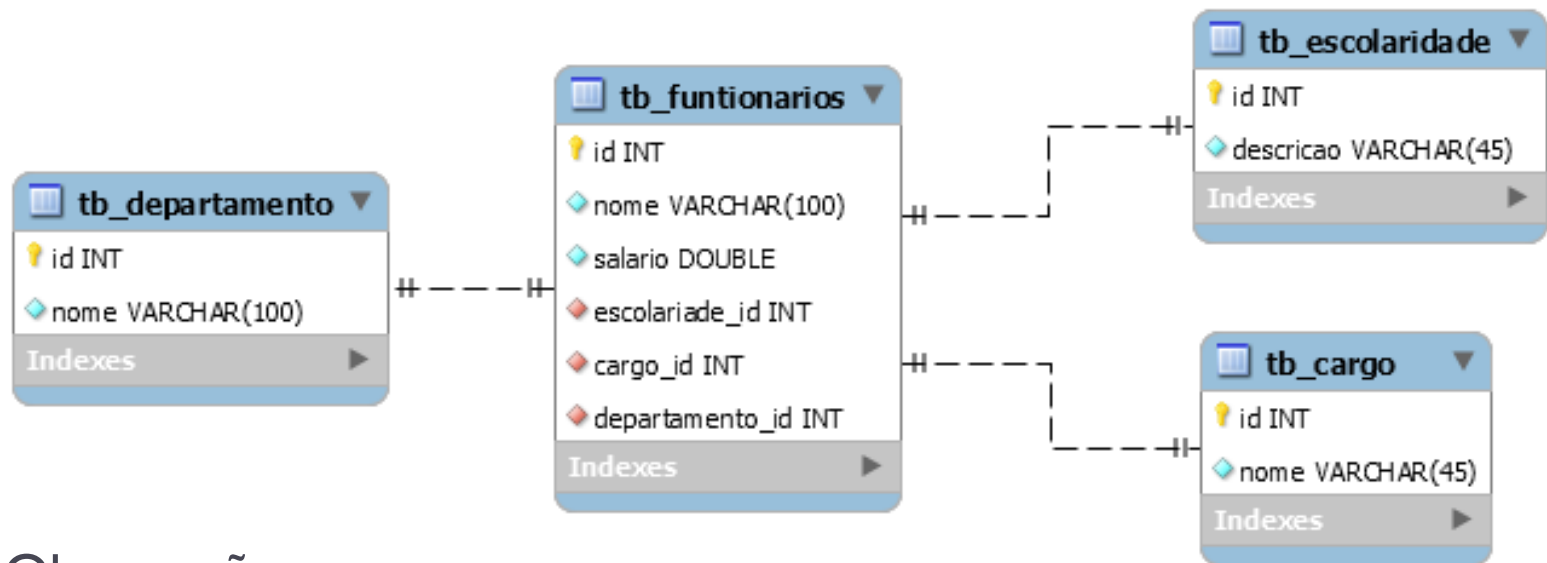 tb_departamento
id INT
nome VARCHAR(100)
Indexes
tb_funtionarios
id INT
nome VARCHAR(100)
salario DOUBLE
escolariade_id INT
cargo_id INT
departamento_id INT
Indexes
tb_escolaridade
id INT
descricao VARCHAR(45)
Indexes
tb_cargo
id INT
nome VARCHAR(45)
Indexes